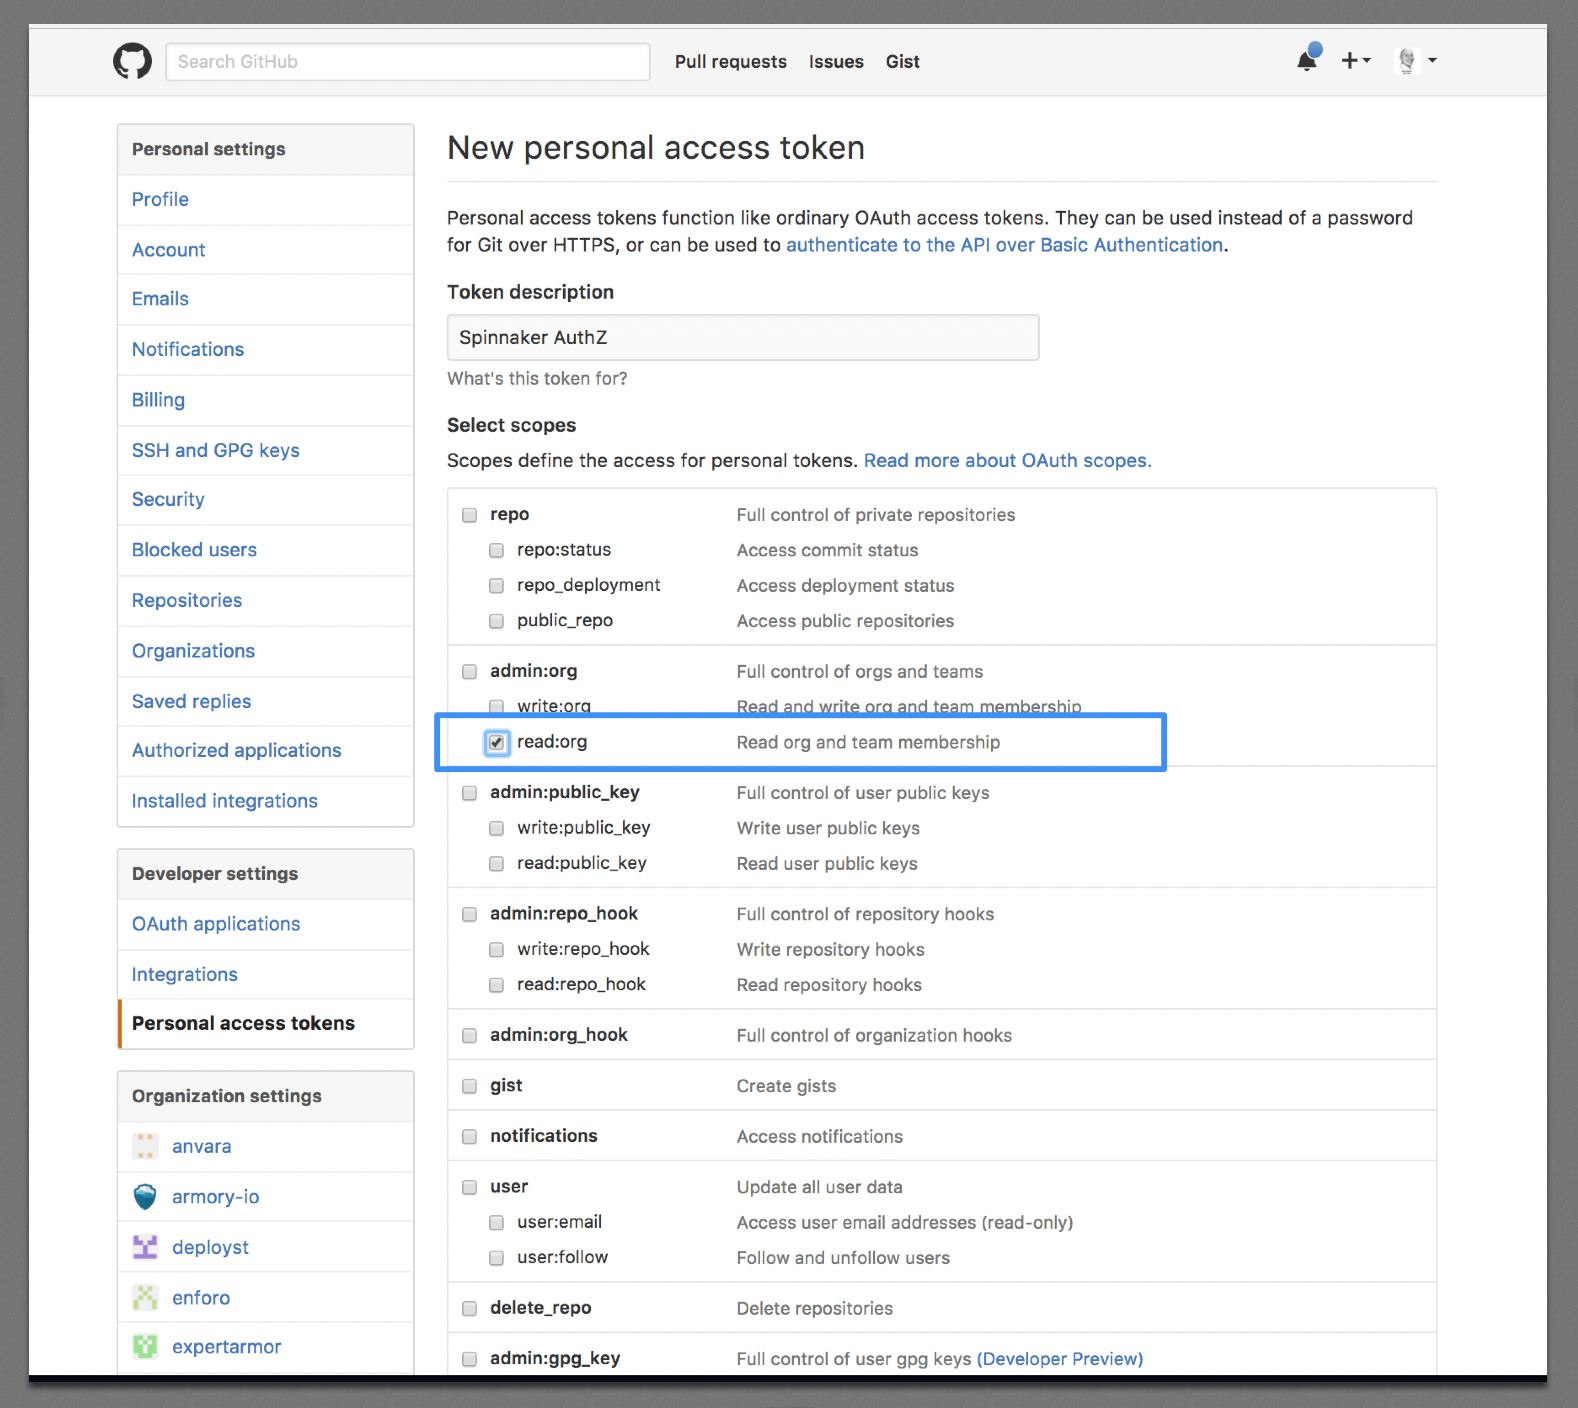 Search GitHub
Pull requests Issues Gist
Personal settings
Profile
Account
Emails
Notifications
Billing
SSH and GPG keys
Security
Blocked users
Repositories
Organizations
Saved replies
Authorized applications
Installed integrations
Developer settings
OAuth applications
Integrations
Personal access tokens
Organization settings
anvara
armory-io
deployst
enforo
expertarmor
New personal access token
Personal access tokens function like ordinary OAuth access tokens. They can be used instead of a password
for Git over HTTPS, or can be used to authenticate to the API over Basic Authentication.
Token description
Spinnaker AuthZ
What's this token for?
Select scopes
Scopes define the access for personal tokens. Read more about OAuth scopes.
repo Full control of private repositories
repo:status Access commit status
repo_deployment Access deployment status
public_repo Access public repositories
admin:org Full control of orgs and teams
write:org Read and write org and team membership
read:org Read org and team membership
admin:public_key Full control of user public keys
write:public_key Write user public keys
read:public_key Read user public keys
admin:repo_hook Full control of repository hooks
write:repo_hook Write repository hooks
read:repo_hook Read repository hooks
admin:org_hook Full control of organization hooks
gist Create gists
notifications Access notifications
user Update all user data
user:email Access user email addresses (read-only)
user:follow Follow and unfollow users
delete_repo Delete repositories
admin:gpg_key Full control of user gpg keys (Developer Preview)